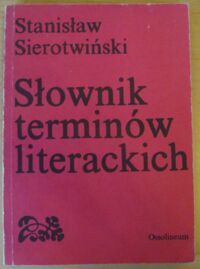 Stanisław
Sierotwiński
Słownik
terminów
literackich
Ossolineum